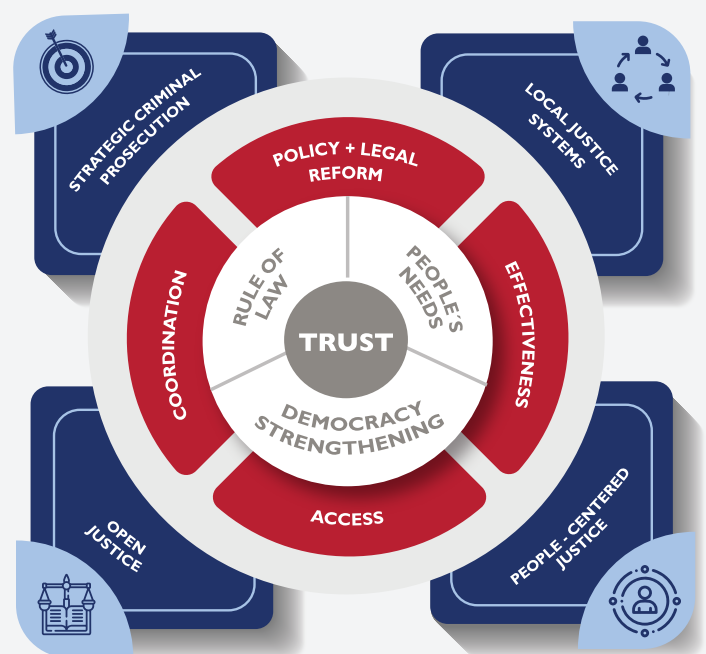 STRATEGIC CRIMINAL
PROSECUTION
LOCAL JUSTICE
SYSTEMS
POLICY + LEGAL
REFORM
COORDINATION
EFFECTIVENESS
ACCESS
RULE OF
LAW
PEOPLE´S
NEEDS
TRUST
DEMOCRACY
STRENGTHENING
OPEN
JUSTICE
PEOPLE - CENTERED
JUSTICE